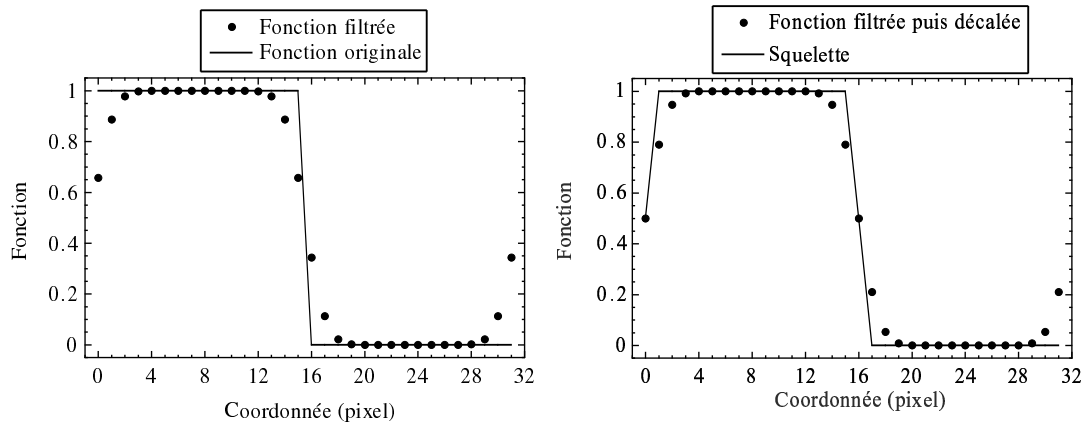 Fonction filtrée
Fonction originale
1
0.8
0.6
0.4
0.2
0
Fonction
0 4 8 12 16 20 24 28 32
Coordonnée (pixel)
Fonction filtrée puis décalée
Squelette
1
0.8
0.6
0.4
0.2
0
Fonction
0 4 8 12 16 20 24 28 32
Coordonnée (pixel)